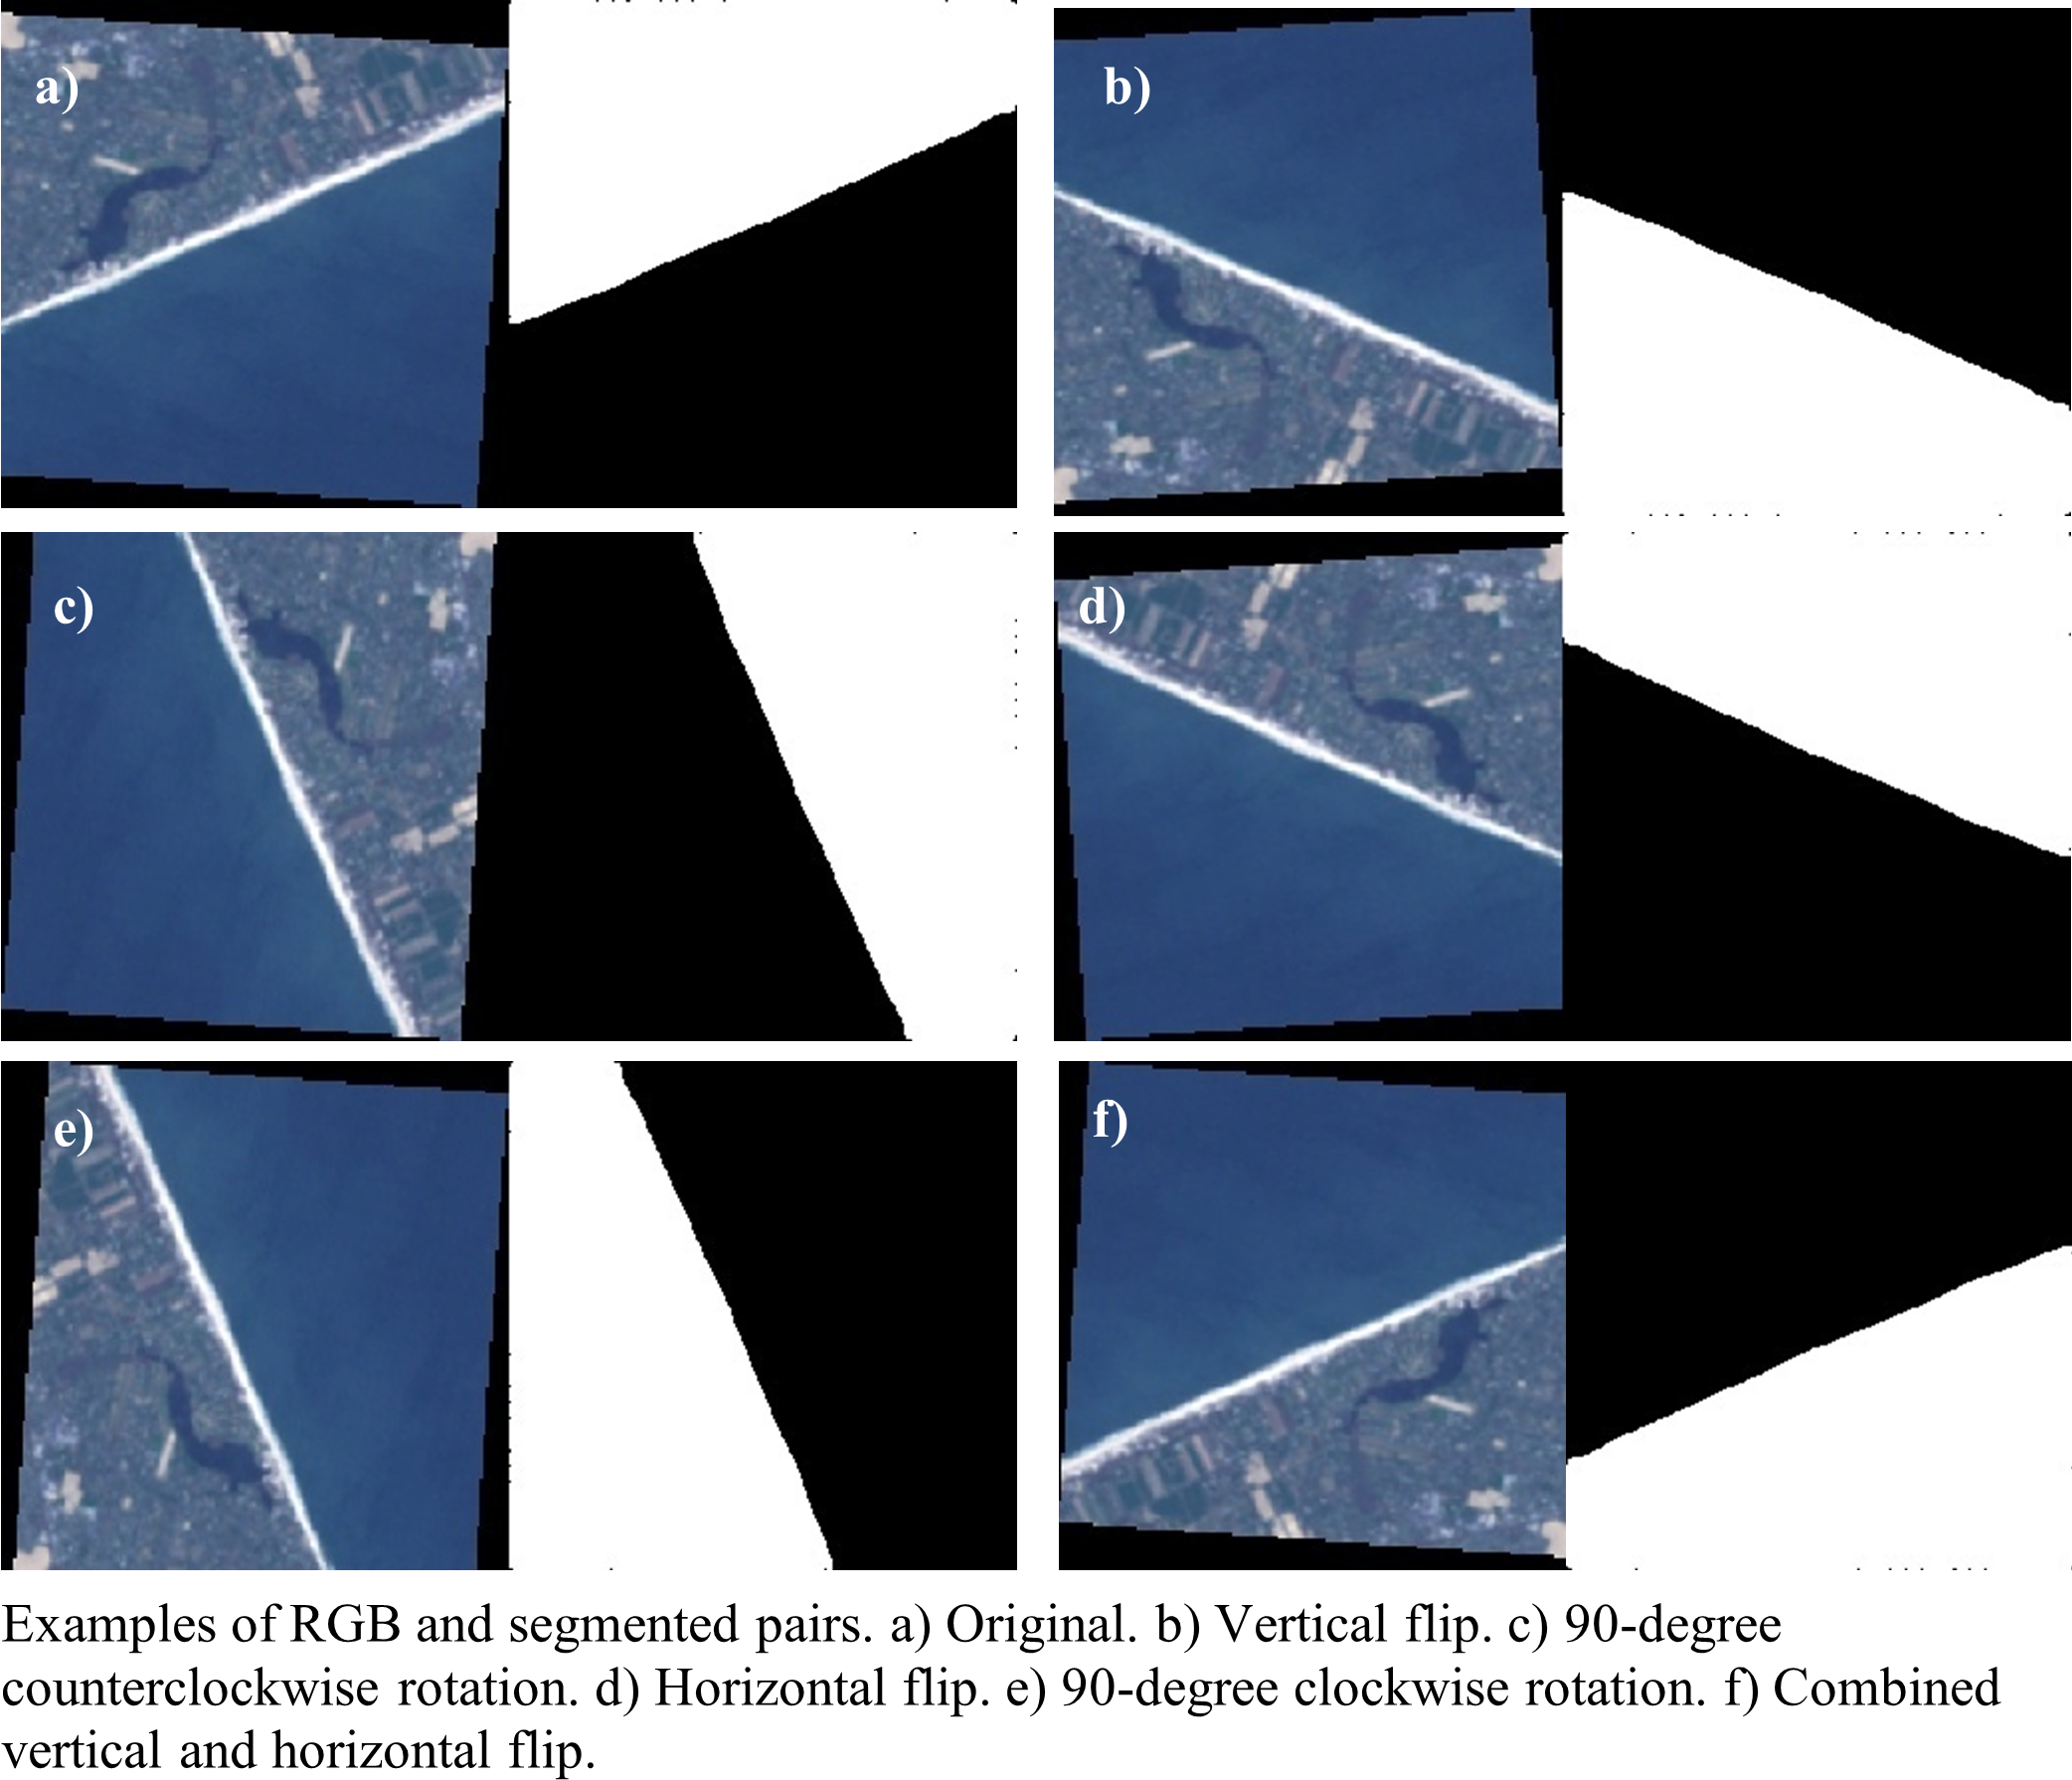 a)
b)
c)
d)
e)
f)
Examples of RGB and segmented pairs. a) Original. b) Vertical flip. c) 90-degree
counterclockwise rotation. d) Horizontal flip. e) 90-degree clockwise rotation. f) Combined
vertical and horizontal flip.